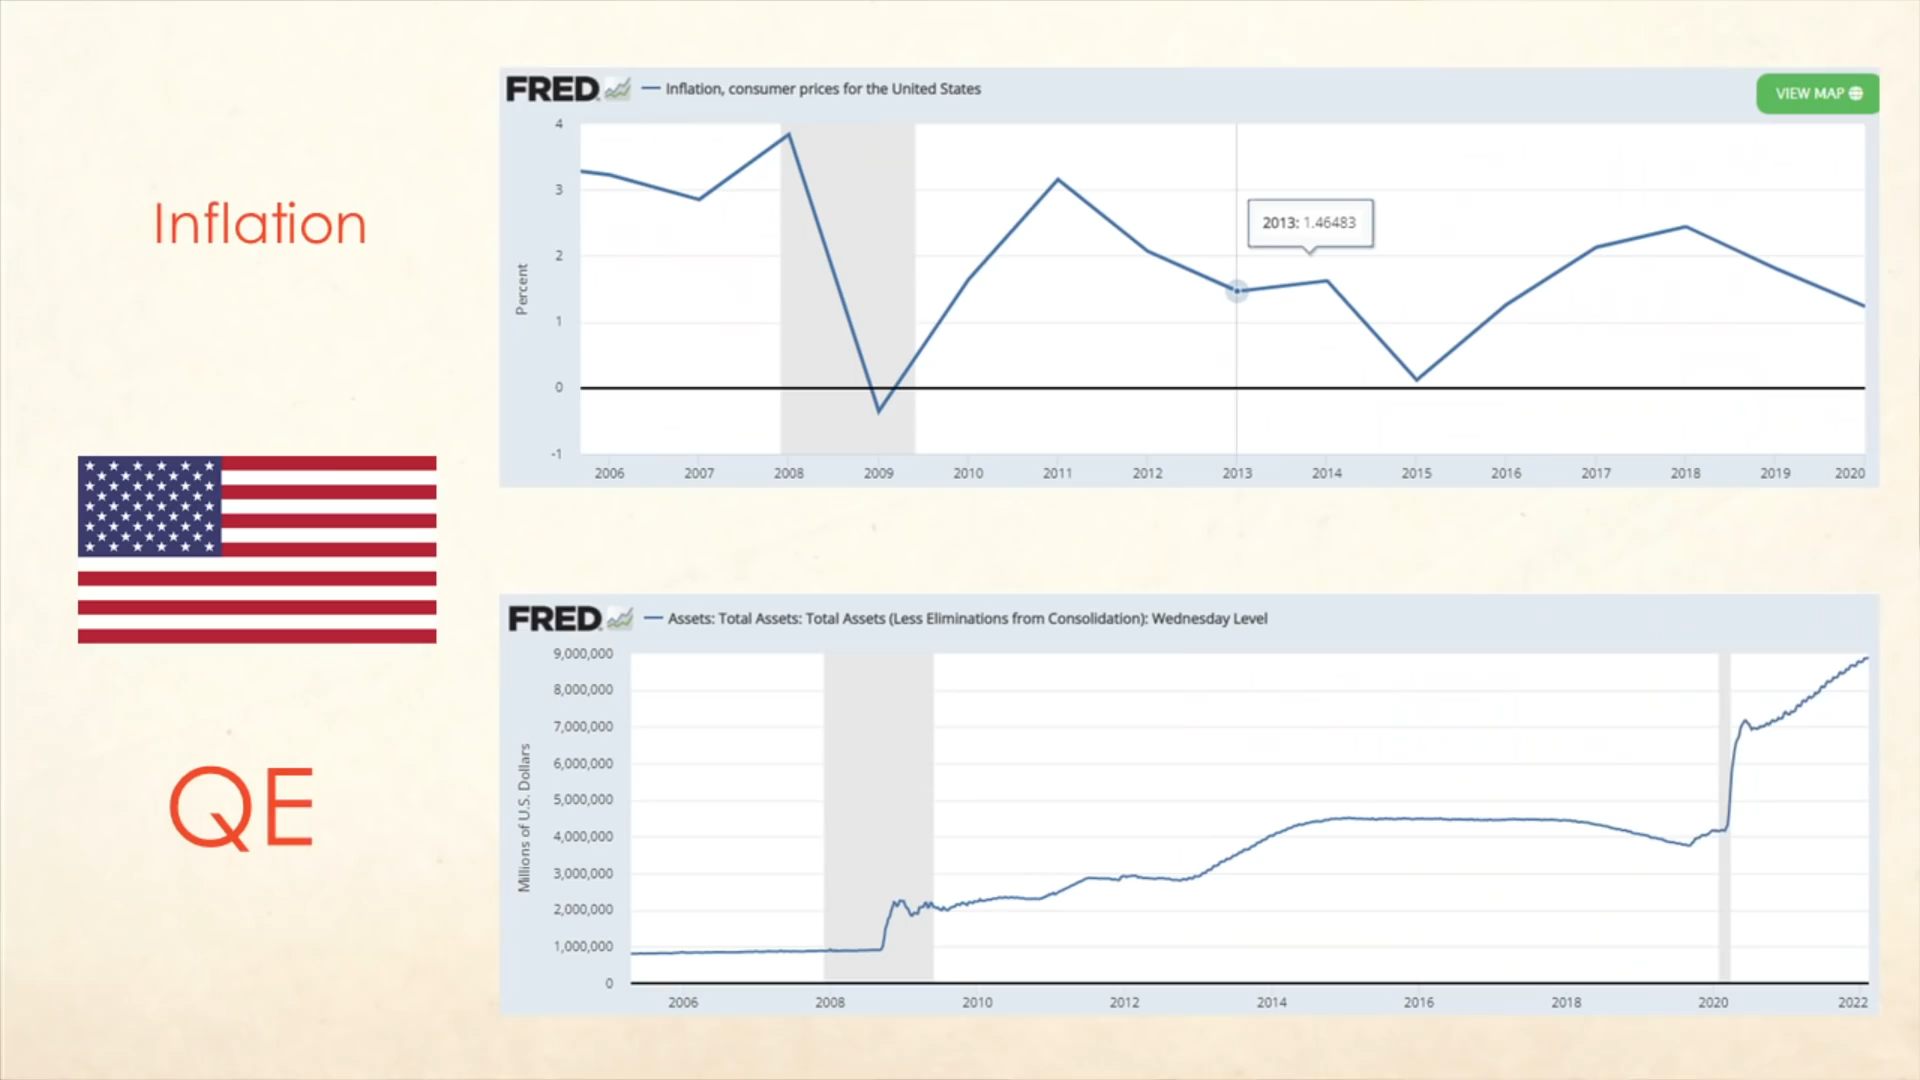 Inflation
QE
FRED
Inflation, consumer prices for the United States
VIEW MAP
Percent
4
3
2
1
0
-1
2013: 1.46483
2006 2007 2008 2009 2010 2011 2012 2013 2014 2015 2016 2017 2018 2019 2020
FRED
Assets: Total Assets: Total Assets (Less Eliminations from Consolidation): Wednesday Level
Millions of U.S. Dollars
9,000,000
8,000,000
7,000,000
6,000,000
5,000,000
4,000,000
3,000,000
2,000,000
1,000,000
0
2006 2008 2010 2012 2014 2016 2018 2020 2022